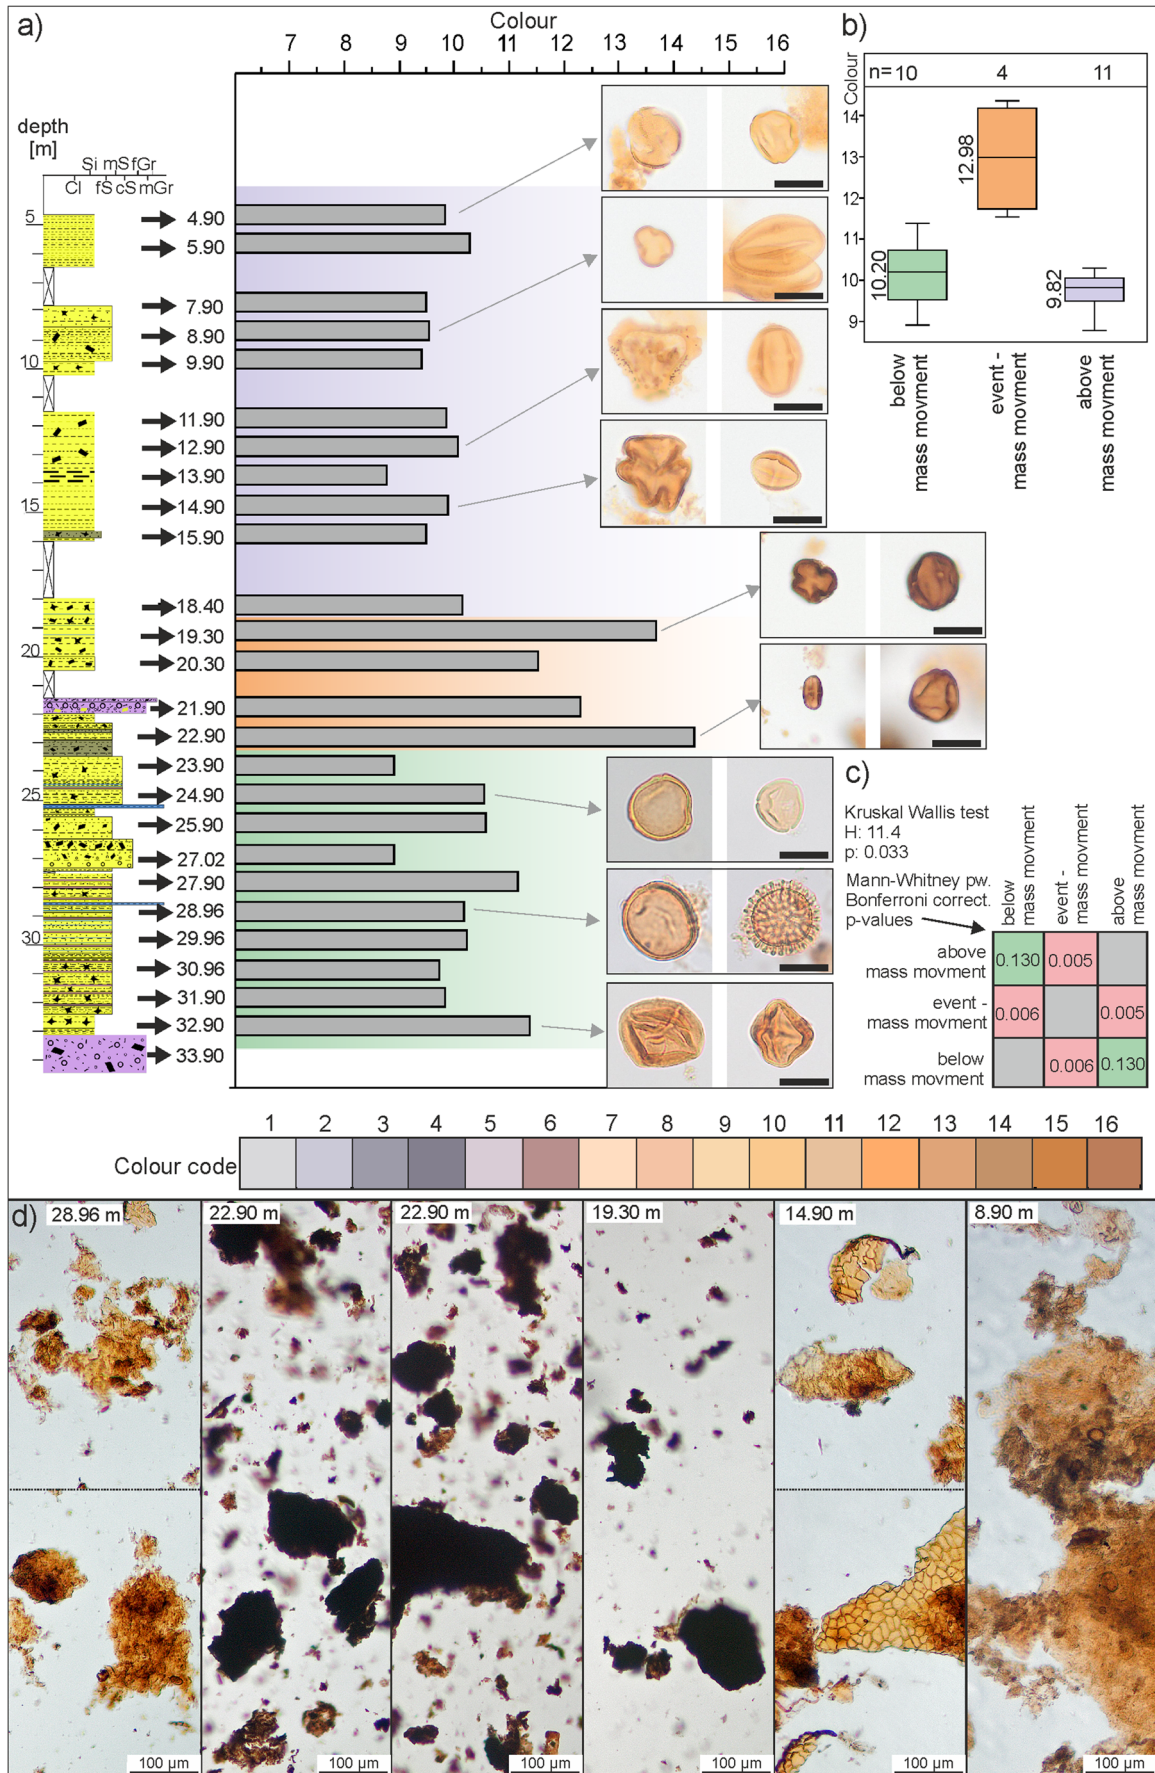 a)
Colour
7 8 9 10 11 12 13 14 15 16
depth
[m]
Si mS fGr
Cl fS cS mGr
5
4.90
5.90
7.90
8.90
10
9.90
11.90
12.90
13.90
15
14.90
15.90
18.40
19.30
20
20.30
21.90
22.90
23.90
25
24.90
25.90
27.02
27.90
28.96
30
29.96
30.96
31.90
32.90
33.90
b)
Colour
n= 10 4 11
14
13
12
11
10
9
10.20
12.98
9.82
below
mass movment
event -
mass movment
above
mass movment
c)
Kruskal Wallis test
H: 11.4
p: 0.033
Mann-Whitney pw.
Bonferroni correct.
p-values
below
mass movment
event -
mass movment
above
mass movment
above
mass movment
0.130 0.005
event -
mass movment
0.006 0.005
below
mass movment
0.006 0.130
1 2 3 4 5 6 7 8 9 10 11 12 13 14 15 16
Colour code
d)
28.96 m
22.90 m
22.90 m
19.30 m
14.90 m
8.90 m
100 µm
100 µm
100 µm
100 µm
100 µm
100 µm